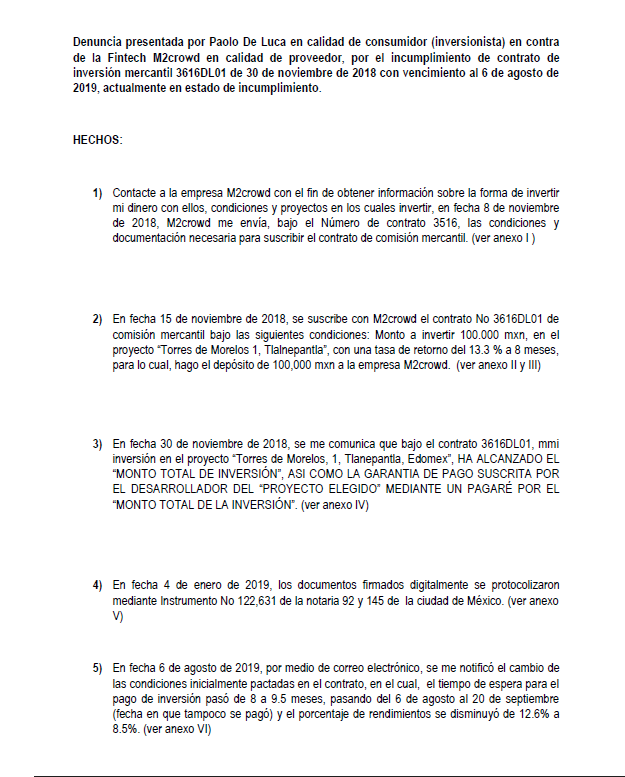 Denuncia presentada por Paolo De Luca en calidad de consumidor (inversionista) en contra
de la Fintech M2crowd en calidad de proveedor, por el incumplimiento de contrato de
inversión mercantil 3616DL01 de 30 de noviembre de 2018 con vencimiento al 6 de agosto de
2019, actualmente en estado de incumplimiento.
HECHOS:
1) Contacte a la empresa M2crowd con el fin de obtener información sobre la forma de invertir
mi dinero con ellos, condiciones y proyectos en los cuales invertir, en fecha 8 de noviembre
de 2018, M2crowd me envía, bajo el Número de contrato 3516, las condiciones y
documentación necesaria para suscribir el contrato de comisión mercantil. (ver anexo I )
2) En fecha 15 de noviembre de 2018, se suscribe con M2crowd el contrato No 3616DL01 de
comisión mercantil bajo las siguientes condiciones: Monto a invertir 100.000 mxn, en el
proyecto “Torres de Morelos 1, Tlalnepantla”, con una tasa de retorno del 13.3 % a 8 meses,
para lo cual, hago el depósito de 100,000 mxn a la empresa M2crowd. (ver anexo II y III)
3) En fecha 30 de noviembre de 2018, se me comunica que bajo el contrato 3616DL01, mmi
inversión en el proyecto “Torres de Morelos, 1, Tlanepantla, Edomex”, HA ALCANZADO EL
“MONTO TOTAL DE INVERSIÓN”, ASI COMO LA GARANTIA DE PAGO SUSCRITA POR
EL DESARROLLADOR DEL “PROYECTO ELEGIDO” MEDIANTE UN PAGARÉ POR EL
“MONTO TOTAL DE LA INVERSIÓN”. (ver anexo IV)
4) En fecha 4 de enero de 2019, los documentos firmados digitalmente se protocolizaron
mediante Instrumento No 122,631 de la notaria 92 y 145 de la ciudad de México. (ver anexo
V)
5) En fecha 6 de agosto de 2019, por medio de correo electrónico, se me notificó el cambio de
las condiciones inicialmente pactadas en el contrato, en el cual, el tiempo de espera para el
pago de inversión pasó de 8 a 9.5 meses, pasando del 6 de agosto al 20 de septiembre
(fecha en que tampoco se pagó) y el porcentaje de rendimientos se disminuyó de 12.6% a
8.5%. (ver anexo VI)